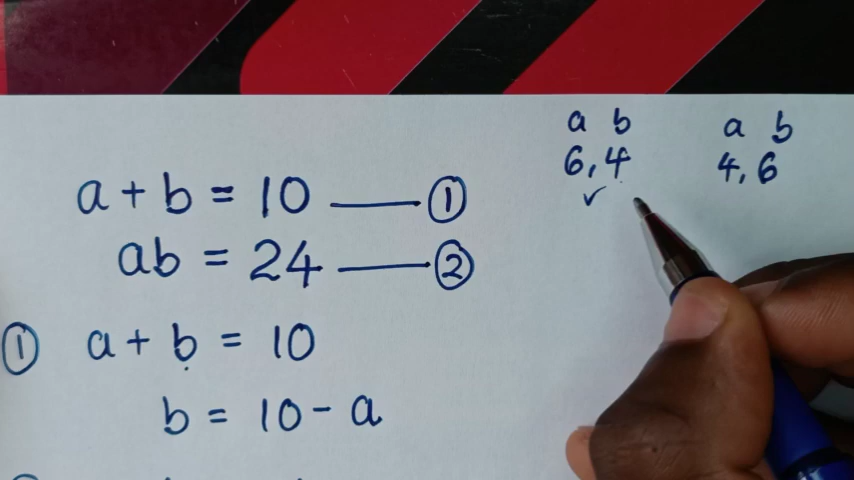 a b
6,4
✓
a b
4,6
a + b = 10 —— ①
ab = 24 —— ②
① a + b = 10
b = 10 - a